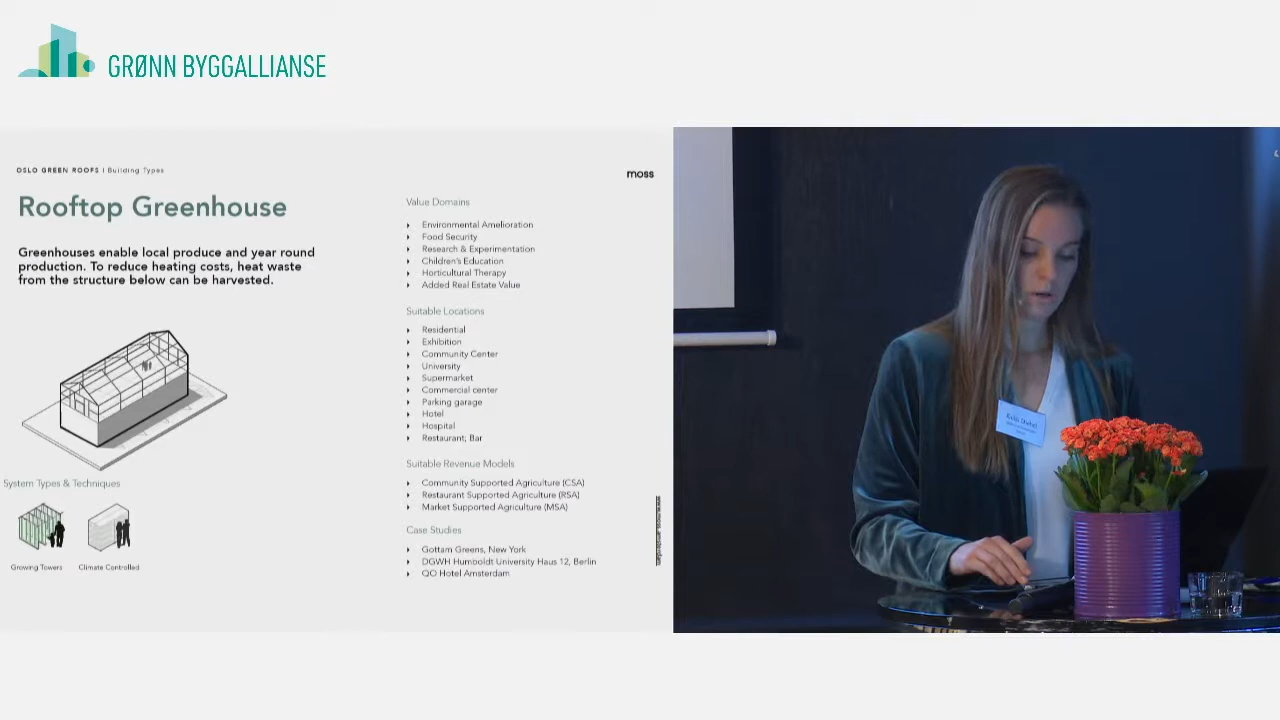 GRØNN BYGGALLIANSE
OSLO GREEN ROOFS | Building Types
moss
Rooftop Greenhouse
Greenhouses enable local produce and year round
production. To reduce heating costs, heat waste
from the structure below can be harvested.
System Types & Techniques
Growing Towers
Climate Controlled
Value Domains
Environmental Amelioration
Food Security
Research & Experimentation
Children's Education
Horticultural Therapy
Added Real Estate Value
Suitable Locations
Residential
Exhibition
Community Center
University
Supermarket
Commercial center
Parking garage
Hotel
Hospital
Restaurant; Bar
Suitable Revenue Models
Community Supported Agriculture (CSA)
Restaurant Supported Agriculture (RSA)
Market Supported Agriculture (MSA)
Case Studies
Gottam Greens, New York
DGWH Humboldt University Haus 12, Berlin
QO Hotel Amsterdam